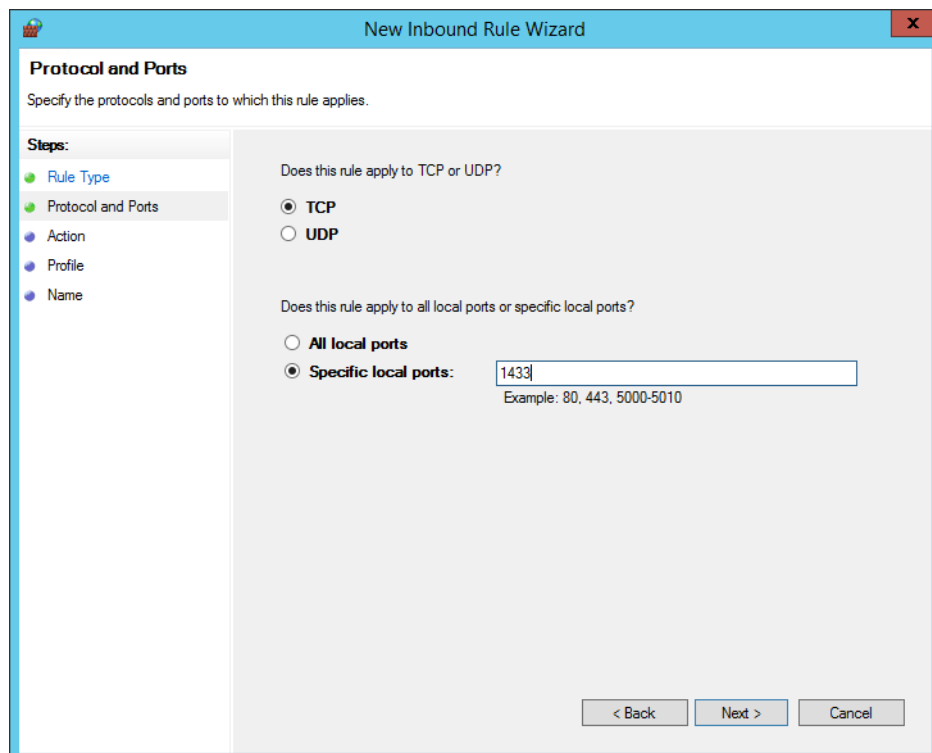 New Inbound Rule Wizard
x
Protocol and Ports
Specify the protocols and ports to which this rule applies.
Steps:
Rule Type
Protocol and Ports
Action
Profile
Name
Does this rule apply to TCP or UDP?
TCP
UDP
Does this rule apply to all local ports or specific local ports?
All local ports
Specific local ports: 1433
Example: 80, 443, 5000-5010
< Back Next > Cancel